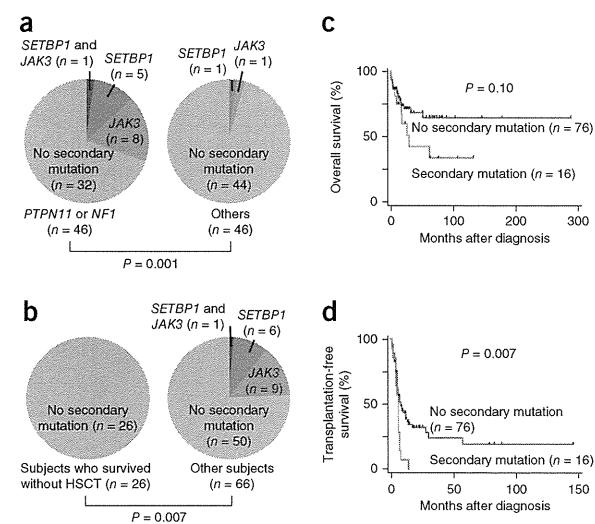 a
SETBP1 and
JAK3 (n = 1)
SETBP1
(n = 5)
JAK3
(n = 8)
No secondary
mutation
(n = 32)
PTPN11 or NF1
(n = 46)
SETBP1
(n = 1)
JAK3
(n = 1)
No secondary
mutation
(n = 44)
Others
(n = 46)
P = 0.001
b
No secondary
mutation (n = 26)
Subjects who survived
without HSCT (n = 26)
SETBP1 and
JAK3 (n = 1)
SETBP1
(n = 6)
JAK3
(n = 9)
No secondary
mutation
(n = 50)
Other subjects
(n = 66)
P = 0.007
c
Overall survival (%)
100
50
0
P = 0.10
No secondary mutation (n = 76)
Secondary mutation (n = 16)
0 100 200 300
Months after diagnosis
d
Transplantation-free
survival (%)
100
50
0
P = 0.007
No secondary mutation
(n = 76)
Secondary mutation (n = 16)
0 50 100 150
Months after diagnosis